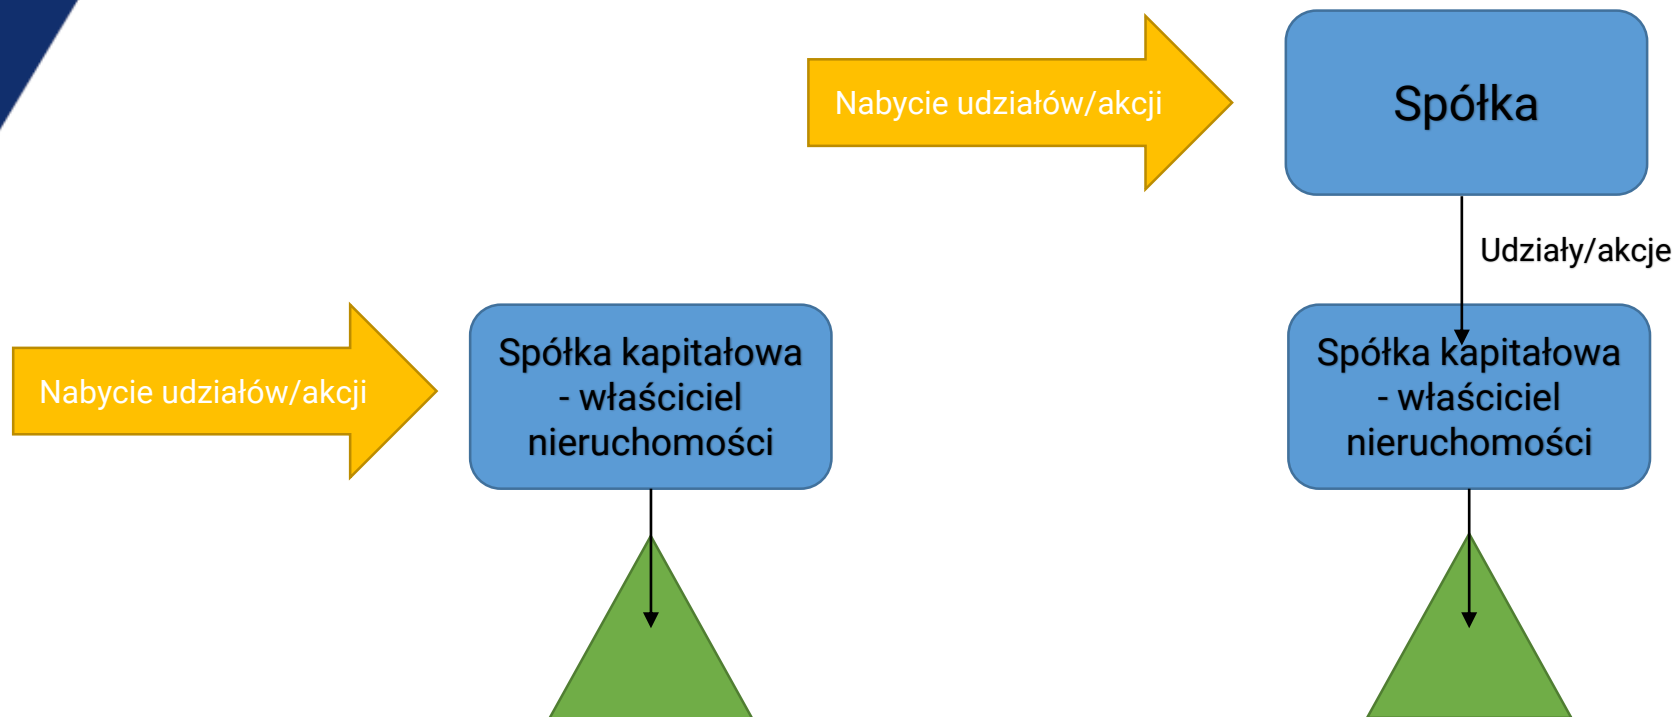 Nabycie udziałów/akcji
Spółka
Udziały/akcje
Nabycie udziałów/akcji
Spółka kapitałowa
- właściciel
nieruchomości
Spółka kapitałowa
- właściciel
nieruchomości